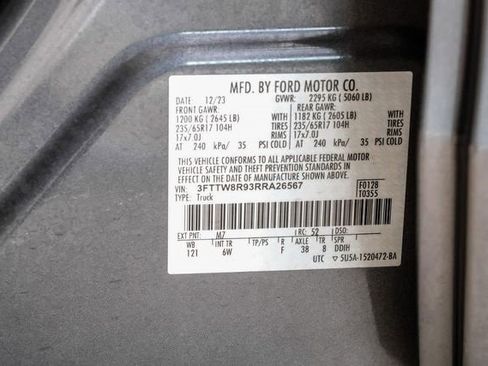 MFD. BY FORD MOTOR CO.
DATE: 12/23 GVWR: 2295 KG ( 5060 LB)
FRONT GAWR: REAR GAWR:
1200 KG ( 2645 LB) WITH 1182 KG ( 2605 LB) WITH
235/65R17 104H TIRES 235/65R17 104H TIRES
17x7.0J RIMS 17x7.0J RIMS
AT 240 kPa/ 35 PSI COLD AT 240 kPa/ 35 PSI COLD
THIS VEHICLE CONFORMS TO ALL APPLICABLE FEDERAL MOTOR
VEHICLE SAFETY AND THEFT PREVENTION STANDARDS IN
EFFECT ON THE DATE OF MANUFACTURE SHOWN ABOVE.
VIN: 3FTTW8R93RRA26567 F0128
TYPE: Truck T0355
EXT PNT: M7 RC: 52 DSO:
WB INT TR TP/PS R AXLE TR SPR
121 6W F 38 8 DDIH
UTC ▽ 5U5A-1520472-BA